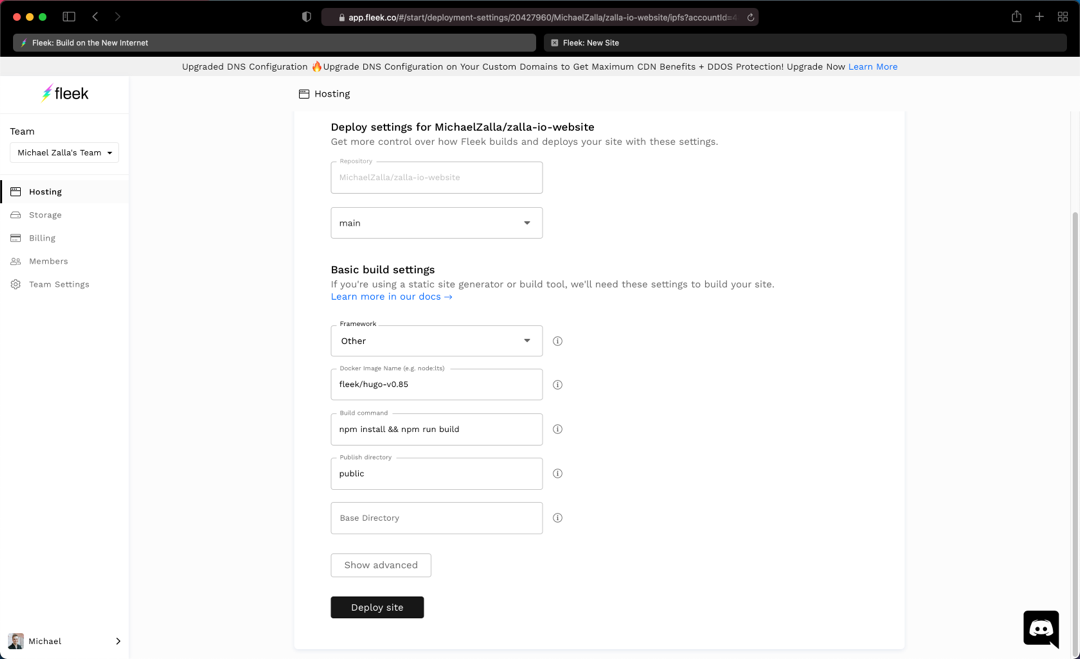 app.fleek.co/#/start/deployment-settings/20427960/MichaelZalla/zalla-io-website/ipfs?accountId=
Fleek: Build on the New Internet
Fleek: New Site
Upgraded DNS Configuration 🔥Upgrade DNS Configuration on Your Custom Domains to Get Maximum CDN Benefits + DDOS Protection! Upgrade Now Learn More
fleek
Team
Michael Zalla's Team
Hosting
Storage
Billing
Members
Team Settings
Michael
Hosting
Deploy settings for MichaelZalla/zalla-io-website
Get more control over how Fleek builds and deploys your site with these settings.
Repository
MichaelZalla/zalla-io-website
main
Basic build settings
If you're using a static site generator or build tool, we'll need these settings to build your site.
Learn more in our docs →
Framework
Other
Docker Image Name (e.g. node:lts)
fleek/hugo-v0.85
Build command
npm install && npm run build
Publish directory
public
Base Directory
Show advanced
Deploy site